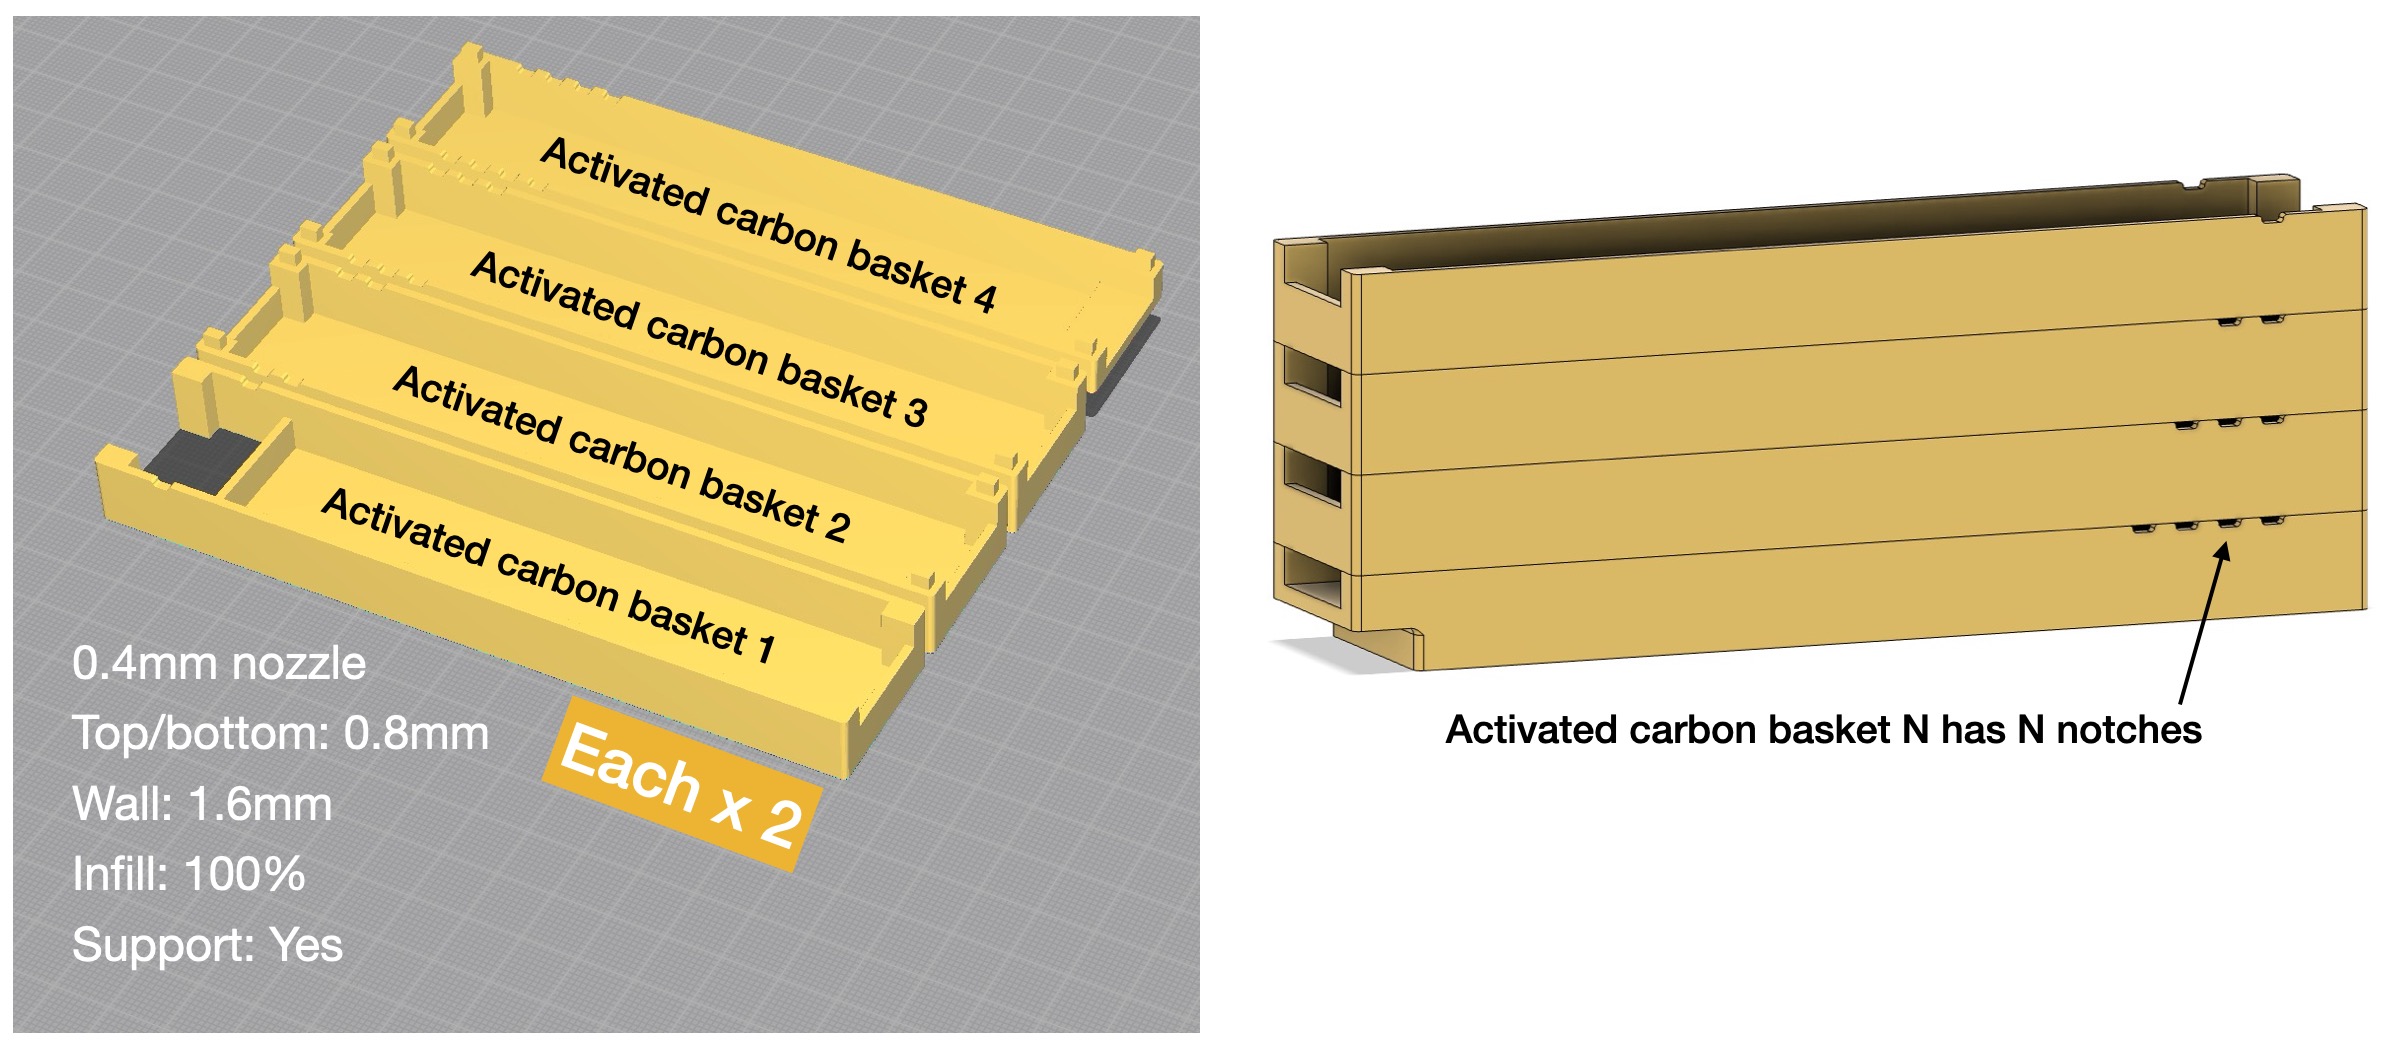 Activated carbon basket 4
Activated carbon basket 3
Activated carbon basket 2
Activated carbon basket 1
0.4mm nozzle
Top/bottom: 0.8mm
Wall: 1.6mm
Infill: 100%
Support: Yes
Each x 2
Activated carbon basket N has N notches